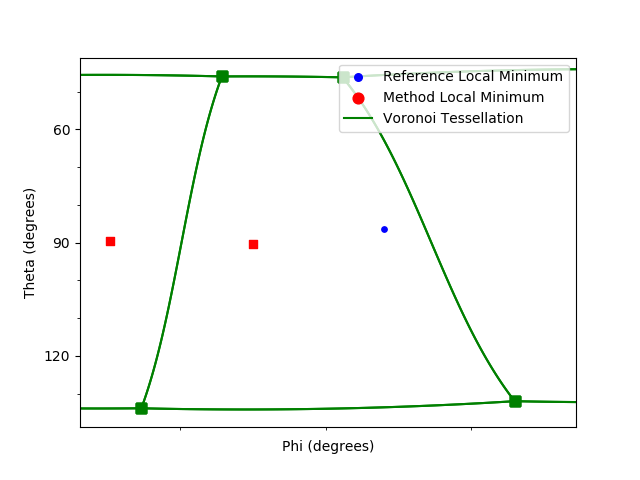 Reference Local Minimum
Method Local Minimum
Voronoi Tessellation
60
90
120
Theta (degrees)
Phi (degrees)